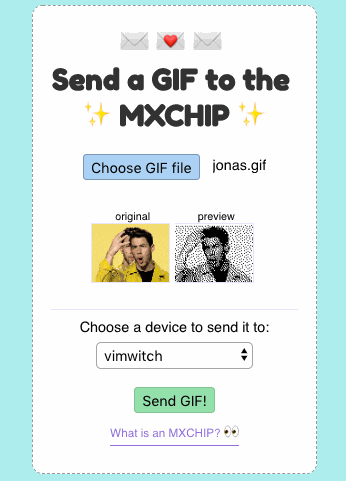 Send a GIF to the
MXCHIP
Choose GIF file jonas.gif
original preview
Choose a device to send it to:
vimwitch
Send GIF!
What is an MXCHIP?